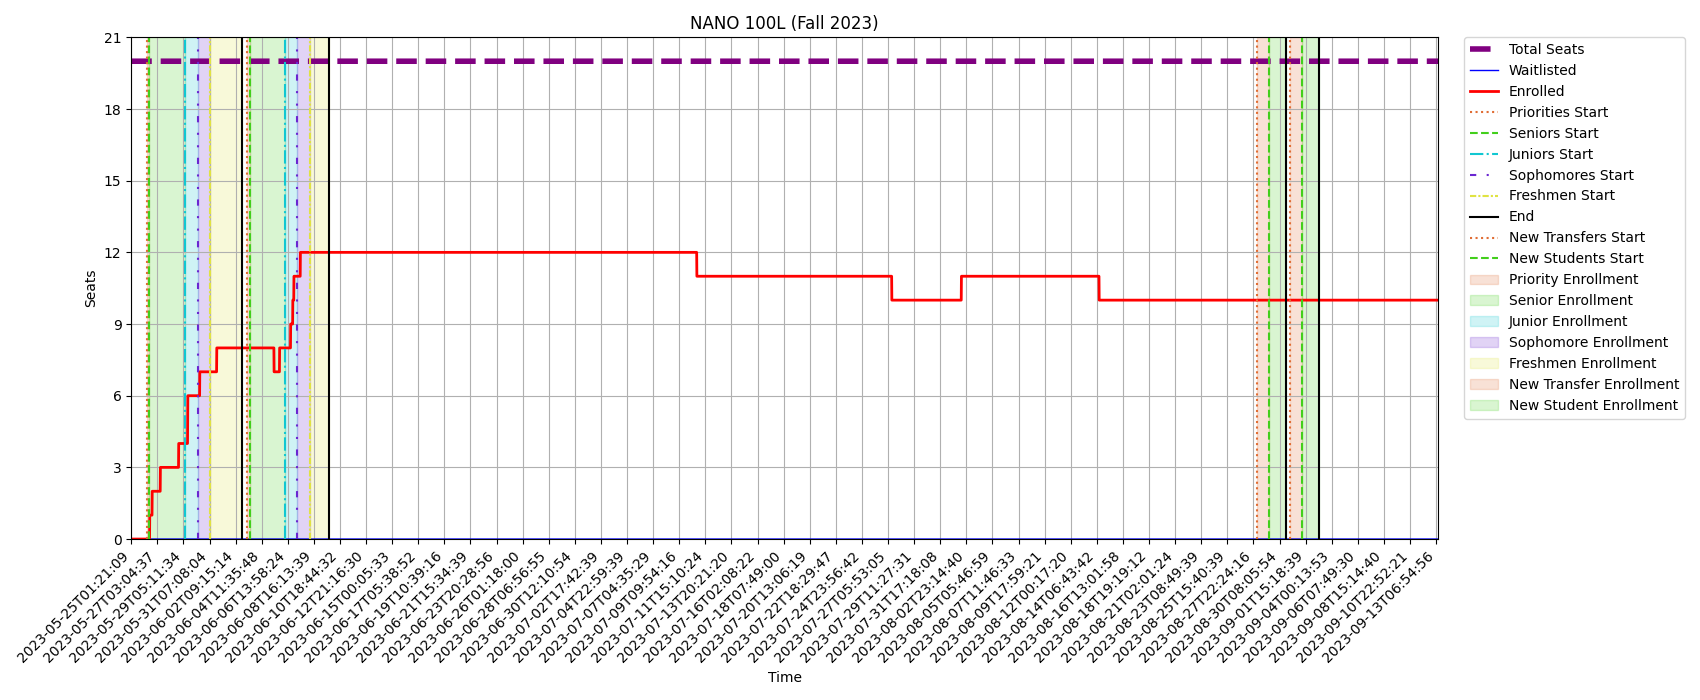 NANO 100L (Fall 2023)
Seats
21
18
15
12
9
6
3
0
2023-05-25T01:21:09
2023-05-27T03:04:37
2023-05-29T05:11:34
2023-05-31T07:08:04
2023-06-02T09:15:14
2023-06-04T11:35:48
2023-06-06T13:58:24
2023-06-08T16:13:39
2023-06-10T18:44:32
2023-06-12T21:16:30
2023-06-15T00:05:33
2023-06-17T05:38:52
2023-06-19T10:39:16
2023-06-21T15:34:39
2023-06-23T20:28:56
2023-06-26T01:18:00
2023-06-28T06:56:55
2023-06-30T12:10:54
2023-07-02T17:42:39
2023-07-04T22:59:39
2023-07-07T04:35:29
2023-07-09T09:54:16
2023-07-11T15:10:24
2023-07-13T20:21:20
2023-07-16T02:08:22
2023-07-18T07:49:00
2023-07-20T13:06:19
2023-07-22T18:29:47
2023-07-24T23:56:42
2023-07-27T05:53:05
2023-07-29T11:27:31
2023-07-31T17:18:08
2023-08-02T23:14:40
2023-08-05T05:46:59
2023-08-07T11:46:33
2023-08-09T17:59:21
2023-08-12T00:17:20
2023-08-14T06:43:42
2023-08-16T13:01:58
2023-08-18T19:19:12
2023-08-21T02:01:24
2023-08-23T08:49:39
2023-08-25T15:40:39
2023-08-27T22:24:16
2023-08-30T08:05:54
2023-09-01T15:18:39
2023-09-04T00:13:53
2023-09-06T07:49:30
2023-09-08T15:14:40
2023-09-10T22:52:21
2023-09-13T06:54:56
Time
Total Seats
Waitlisted
Enrolled
Priorities Start
Seniors Start
Juniors Start
Sophomores Start
Freshmen Start
End
New Transfers Start
New Students Start
Priority Enrollment
Senior Enrollment
Junior Enrollment
Sophomore Enrollment
Freshmen Enrollment
New Transfer Enrollment
New Student Enrollment